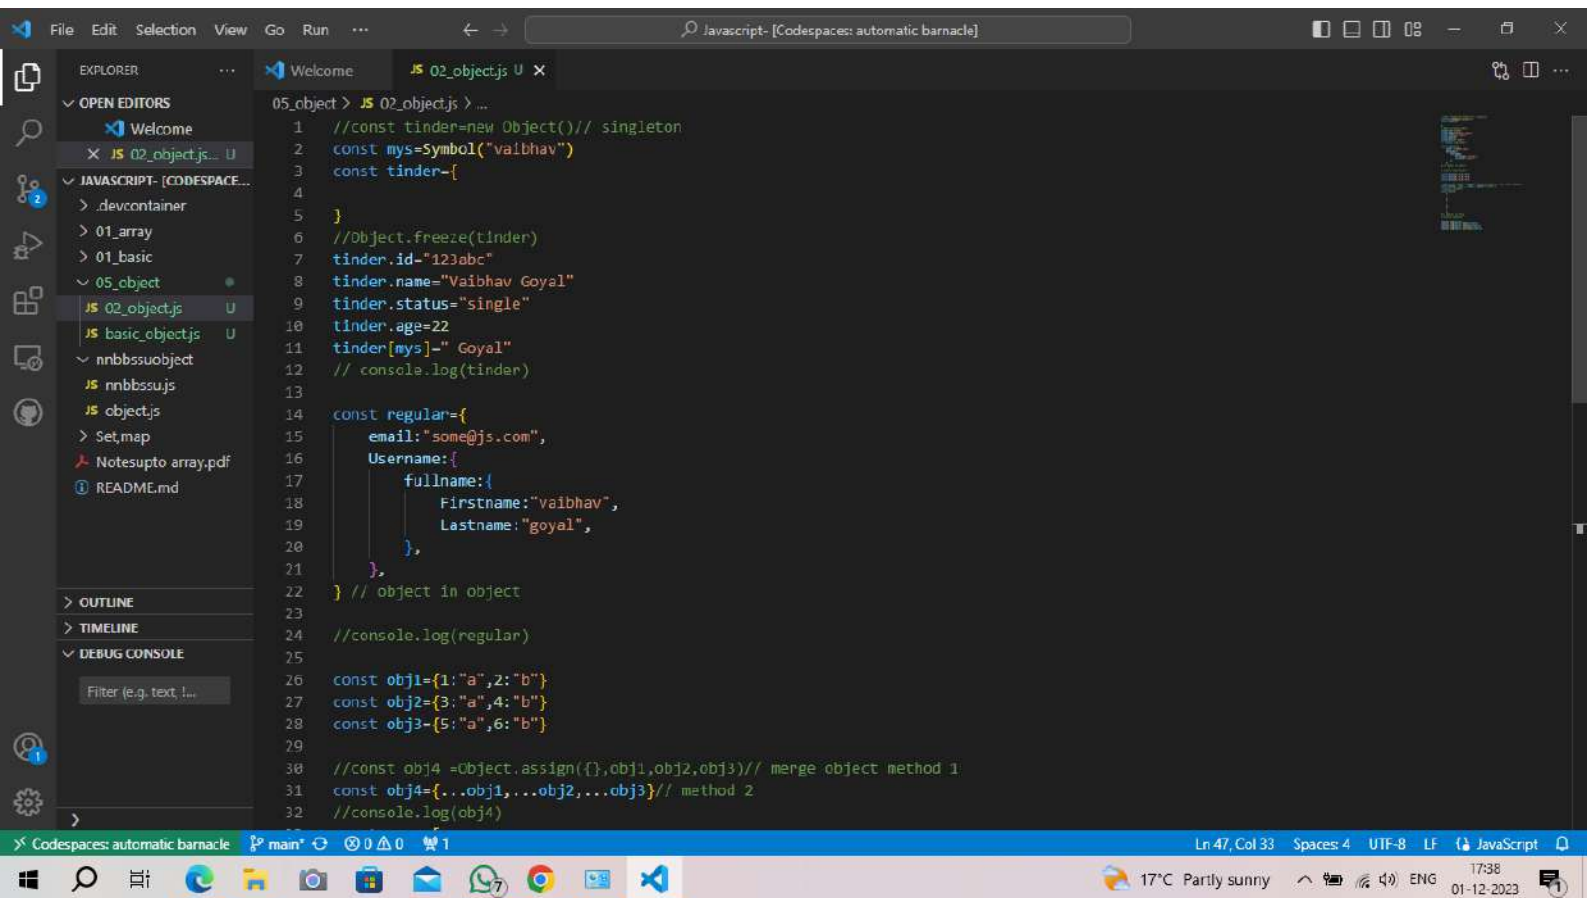 File Edit Selection View Go Run ···
Javascript- [Codespaces: automatic barnacle]
EXPLORER ···
OPEN EDITORS
Welcome
JS 02_object.js... U
JAVASCRIPT- [CODESPACE...
.devcontainer
01_array
01_basic
05_object
JS 02_object.js U
JS basic_object.js U
nnbbssuobject
JS nnbbssu.js
JS object.js
Set,map
Notesupto array.pdf
README.md
OUTLINE
TIMELINE
DEBUG CONSOLE
Filter (e.g. text, !...
2
1
Welcome
JS 02_object.js U
05_object > JS 02_object.js > ...
1 //const tinder=new Object()// singleton
2 const mys=Symbol("vaibhav")
3 const tinder={
4
5 }
6 //Object.freeze(tinder)
7 tinder.id="123abc"
8 tinder.name="Vaibhav Goyal"
9 tinder.status="single"
10 tinder.age=22
11 tinder[mys]=" Goyal"
12 // console.log(tinder)
13
14 const regular={
15 email:"some@js.com",
16 Username:{
17 fullname:{
18 Firstname:"vaibhav",
19 Lastname:"goyal",
20 },
21 },
22 } // object in object
23
24 //console.log(regular)
25
26 const obj1={1:"a",2:"b"}
27 const obj2={3:"a",4:"b"}
28 const obj3={5:"a",6:"b"}
29
30 //const obj4 =Object.assign({},obj1,obj2,obj3)// merge object method 1
31 const obj4={...obj1,...obj2,...obj3}// method 2
32 //console.log(obj4)
Codespaces: automatic barnacle main* 0 0 1 Ln 47, Col 33 Spaces: 4 UTF-8 LF JavaScript
7 17°C Partly sunny ENG 17:38
01-12-2023 1